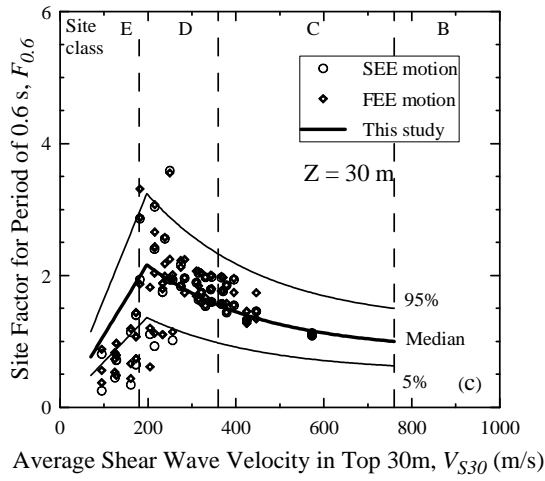 Site
class
E
D
C
B
SEE motion
FEE motion
This study
Z = 30 m
95%
Median
5%
(c)
6
4
2
0
0 200 400 600 800 1000
Site Factor for Period of 0.6 s, F0.6
Average Shear Wave Velocity in Top 30m, VS30 (m/s)